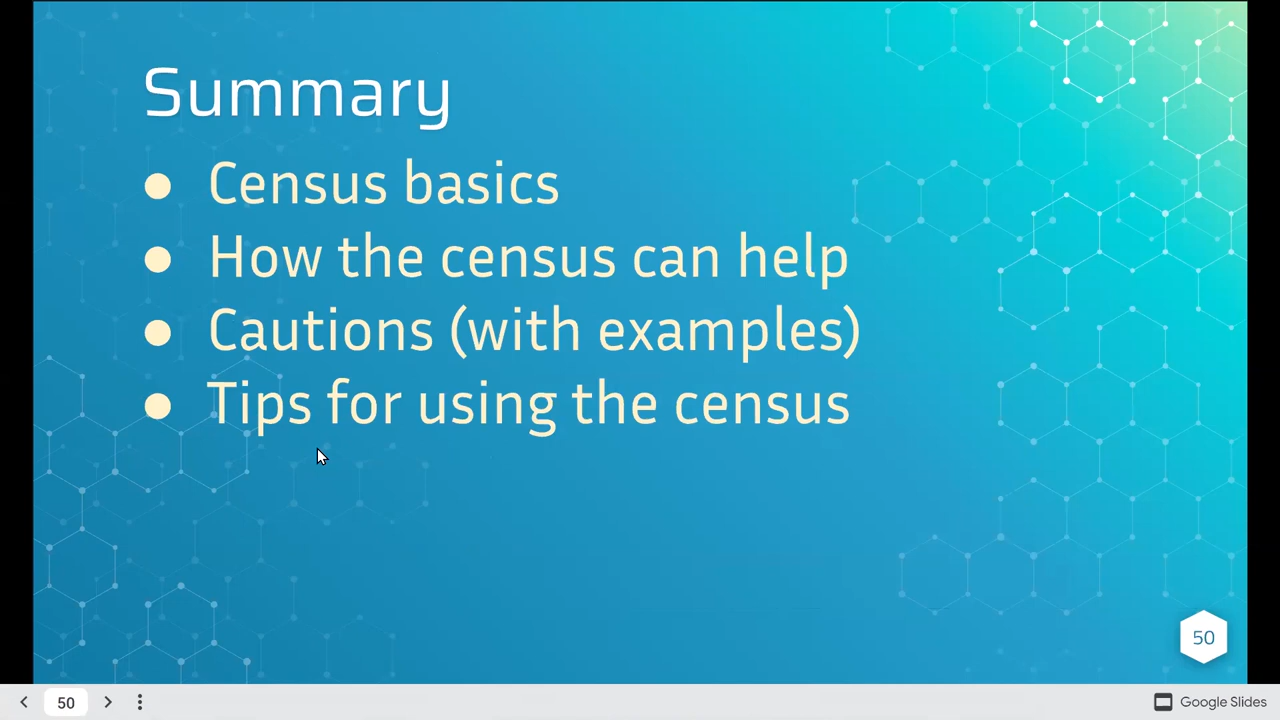 Summary
● Census basics
● How the census can help
● Cautions (with examples)
● Tips for using the census
50
50
Google Slides